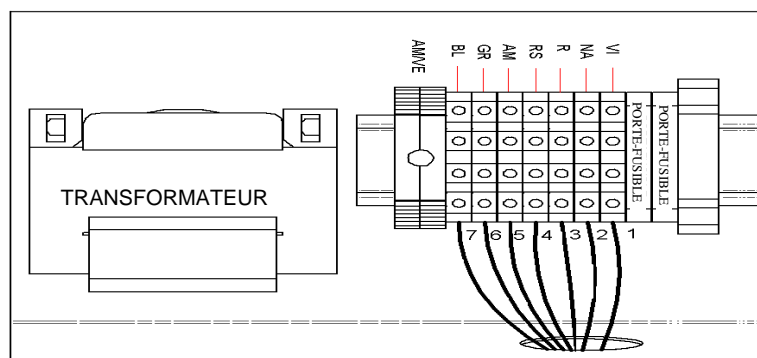 AM/VE
BL
GR
AM
RS
R
NA
VI
PORTE-FUSIBLE
PORTE-FUSIBLE
TRANSFORMATEUR
7 6 5 4 3 2 1